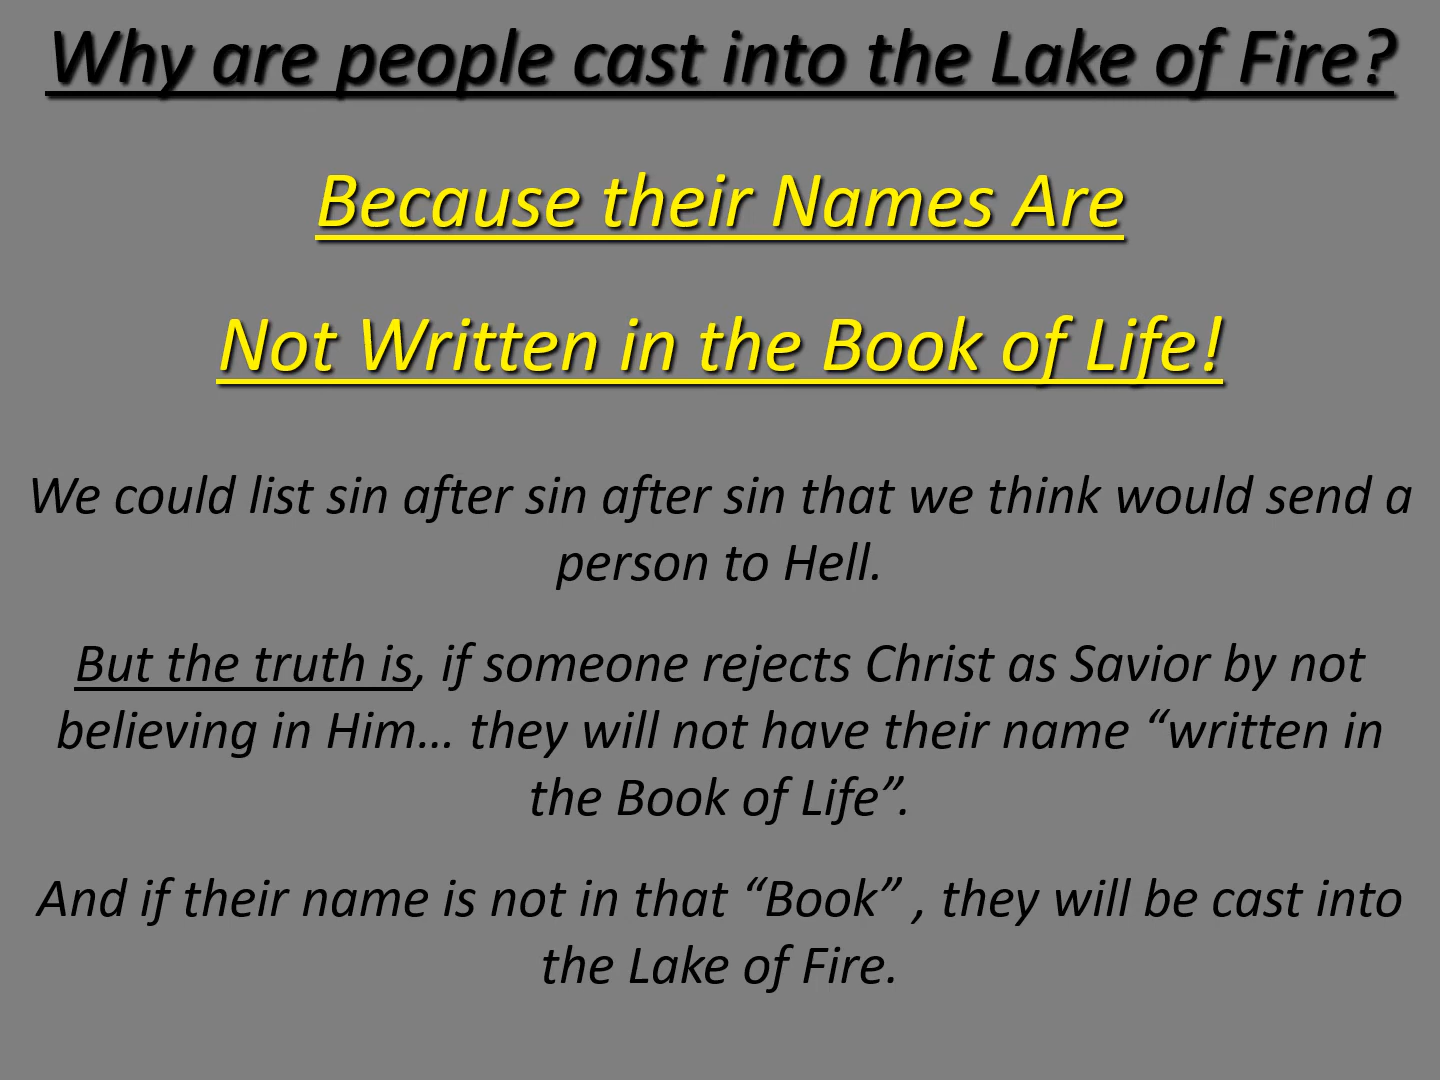 Why are people cast into the Lake of Fire?
Because their Names Are
Not Written in the Book of Life!
We could list sin after sin after sin that we think would send a
person to Hell.
But the truth is, if someone rejects Christ as Savior by not
believing in Him… they will not have their name “written in
the Book of Life”.
And if their name is not in that “Book” , they will be cast into
the Lake of Fire.